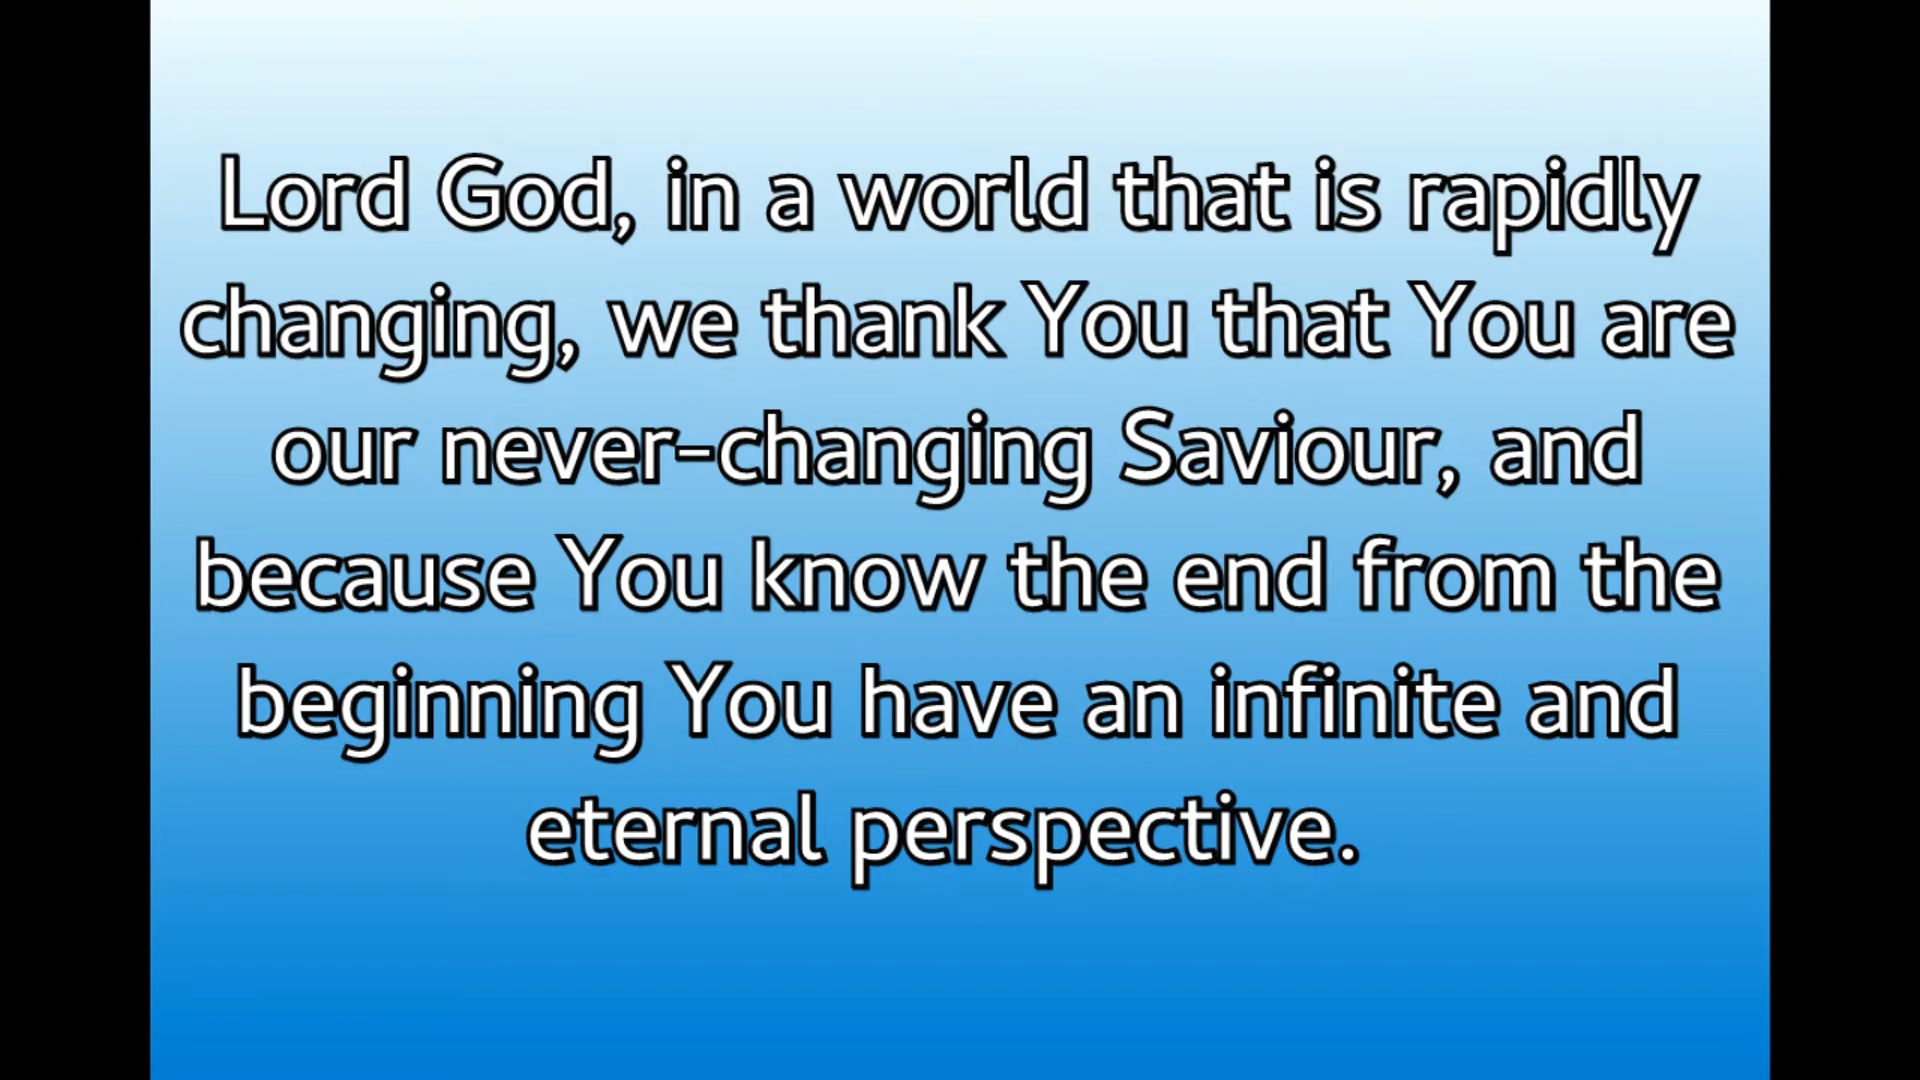 Lord God, in a world that is rapidly
changing, we thank You that You are
our never-changing Saviour, and
because You know the end from the
beginning You have an infinite and
eternal perspective.